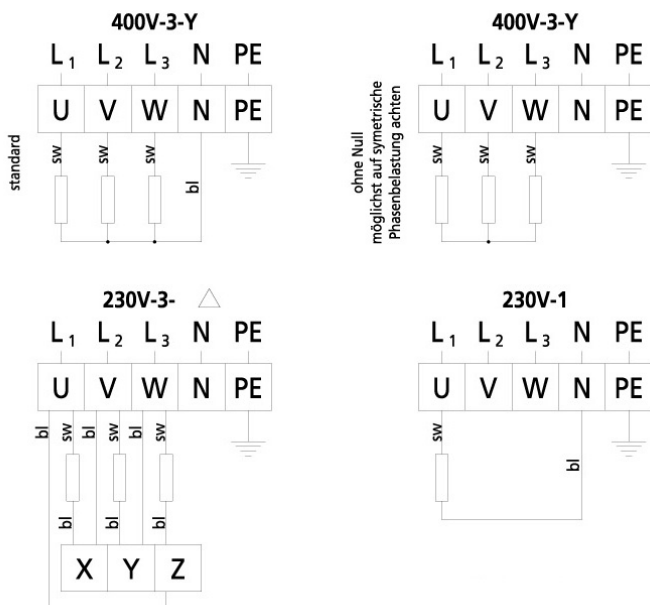 400V-3-Y
L1 L2 L3 N PE
U V W N PE
standard
sw sw sw bl
400V-3-Y
L1 L2 L3 N PE
U V W N PE
ohne Null
möglichst auf symetrische
Phasenbelastung achten
sw sw sw
230V-3-
L1 L2 L3 N PE
U V W N PE
bl sw bl sw bl sw
bl bl bl
X Y Z
230V-1
L1 L2 L3 N PE
U V W N PE
sw
bl